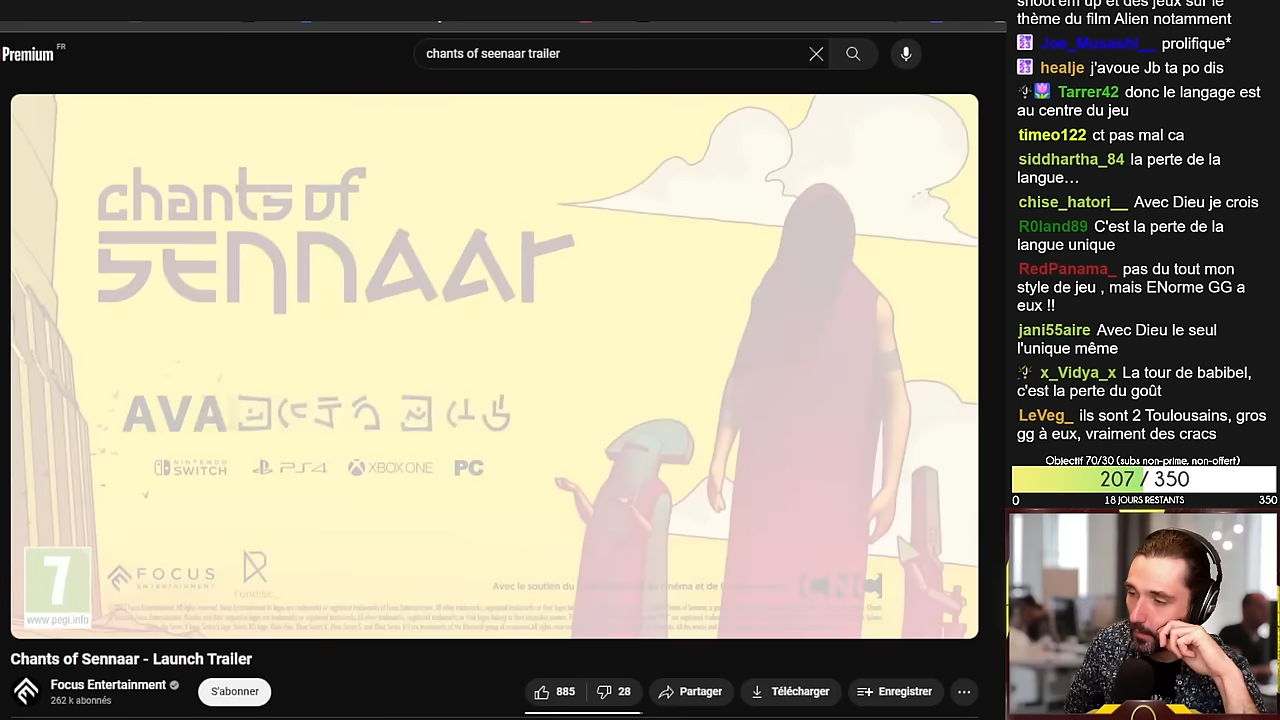 Premium FR
chants of seenaar trailer
chants of
sennaar
AVA
NINTENDO
SWITCH
PS4
XBOX ONE
PC
7
www.pegi.info
FOCUS
ENTERTAINMENT
Avec le soutien du
Chants of Sennaar - Launch Trailer
Focus Entertainment
262 k abonnés
S'abonner
885
28
Partager
Télécharger
Enregistrer
shoot'em up et des jeux sur le
thème du film Alien notamment
Joe_Musashi__ prolifique*
healje j'avoue Jb ta po dis
Tarrer42 donc le langage est
au centre du jeu
timeo122 ct pas mal ca
siddhartha_84 la perte de la
langue…
chise_hatori__ Avec Dieu je crois
R0land89 C'est la perte de la
langue unique
RedPanama_ pas du tout mon
style de jeu , mais ENorme GG a
eux !!
jani55aire Avec Dieu le seul
l'unique même
x_Vidya_x La tour de babibel,
c'est la perte du goût
LeVeg_ ils sont 2 Toulousains, gros
gg à eux, vraiment des cracs
Objectif 70/30 (subs non-prime, non-offert)
207 / 350
0 18 JOURS RESTANTS 350